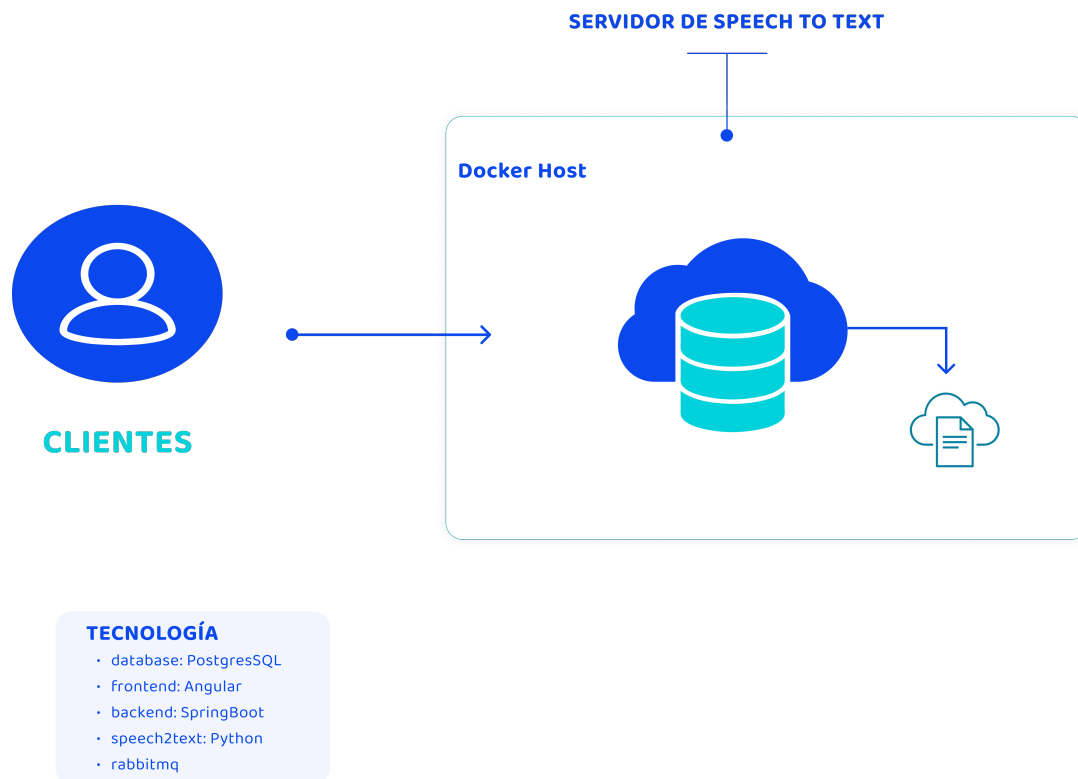 SERVIDOR DE SPEECH TO TEXT
Docker Host
CLIENTES
TECNOLOGÍA
• database: PostgresSQL
• frontend: Angular
• backend: SpringBoot
• speech2text: Python
• rabbitmq